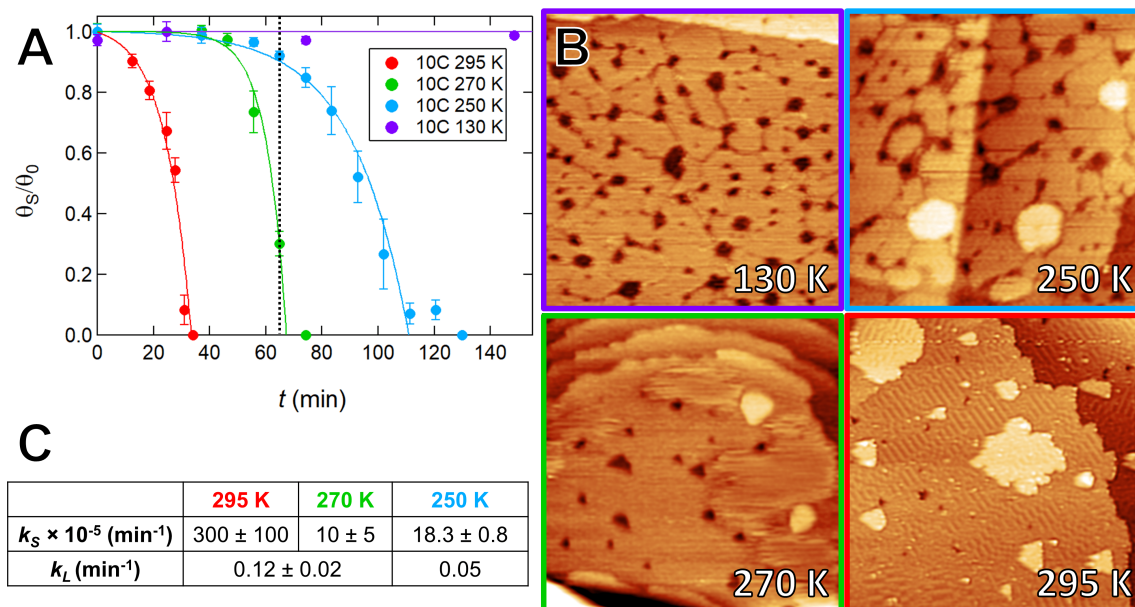 A
1.0
0.8
0.6
0.4
0.2
0.0
θS/θ0
0 20 40 60 80 100 120 140
t (min)
10C 295 K
10C 270 K
10C 250 K
10C 130 K
B
130 K
250 K
270 K
295 K
C
295 K 270 K 250 K
kS × 10-5 (min-1) 300 ± 100 10 ± 5 18.3 ± 0.8
kL (min-1) 0.12 ± 0.02 0.05